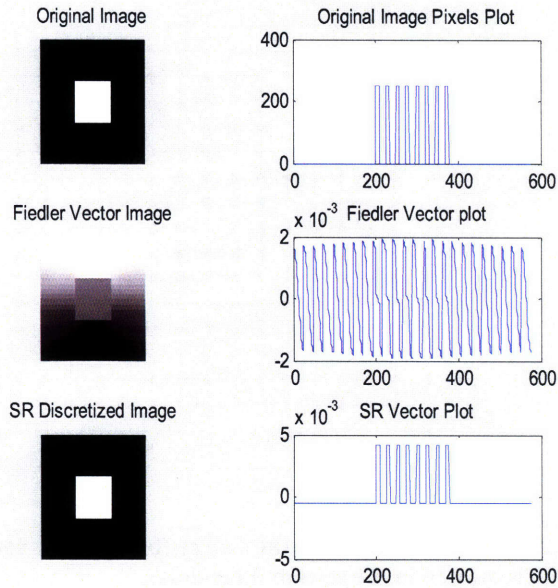 Original Image
Original Image Pixels Plot
400
200
0
0 200 400 600
Fiedler Vector Image
x 10⁻³ Fiedler Vector plot
2
0
-2
0 200 400 600
SR Discretized Image
x 10⁻³ SR Vector Plot
5
0
-5
0 200 400 600